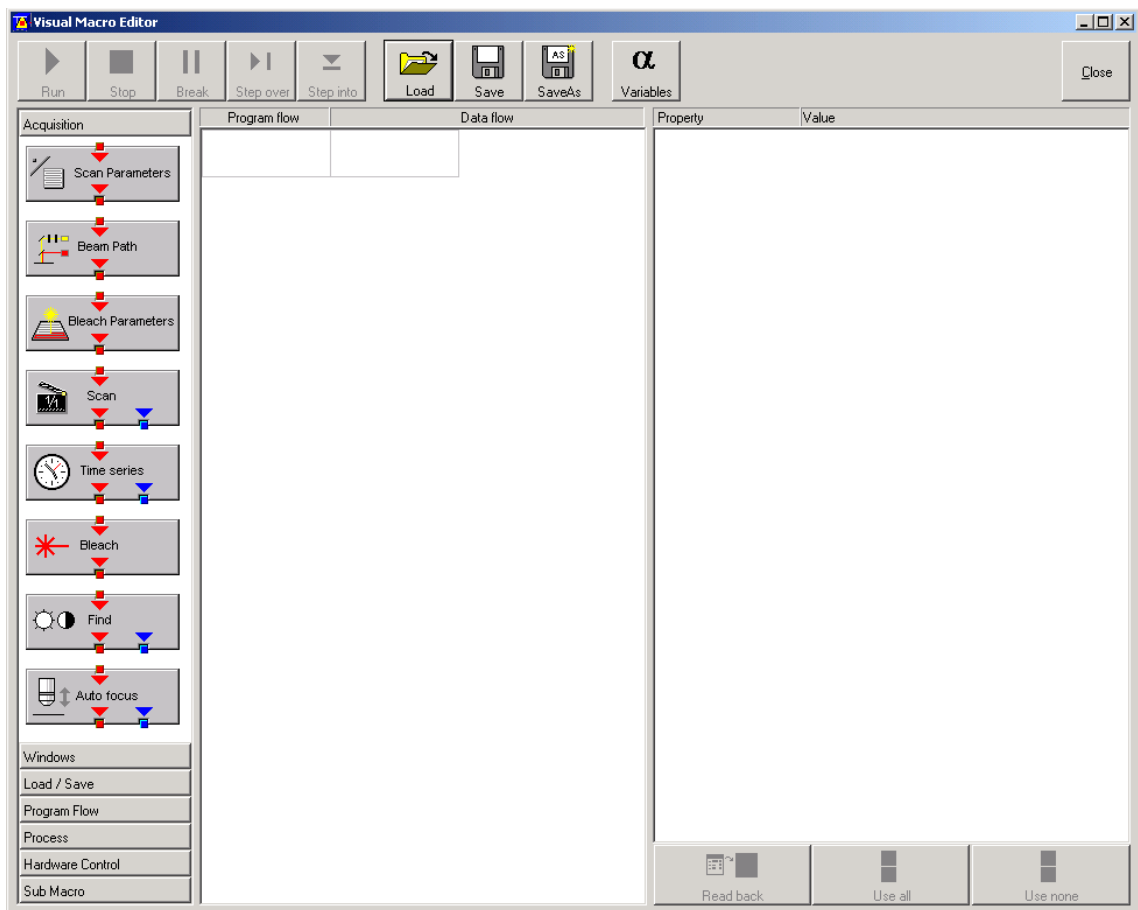 Visual Macro Editor
Run
Stop
Break
Step over
Step into
Load
Save
AS
SaveAs
α
Variables
Close
Acquisition
Program flow
Data flow
Property
Value
Scan Parameters
Beam Path
Bleach Parameters
1/1
Scan
Time series
Bleach
Find
Auto focus
Windows
Load / Save
Program Flow
Process
Hardware Control
Sub Macro
Read back
Use all
Use none